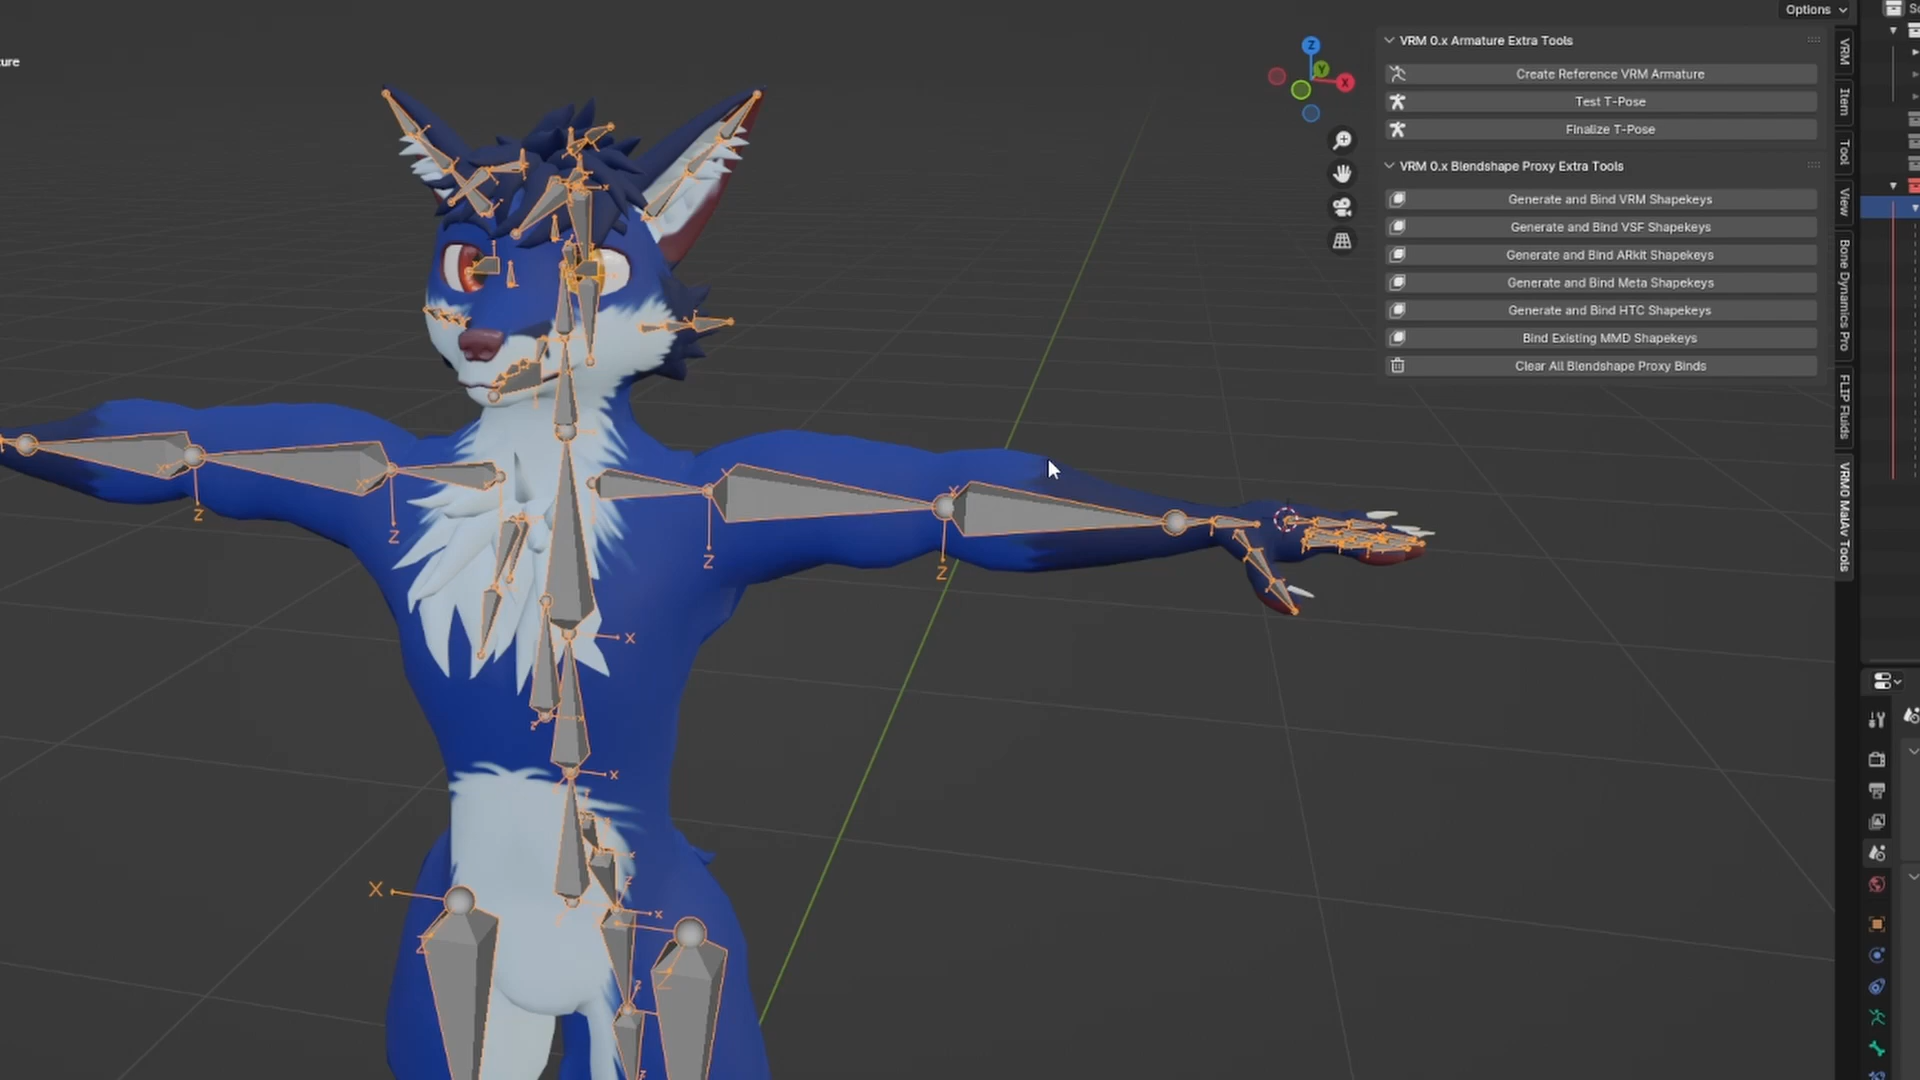 Options
ture
Z
Y
X
VRM 0.x Armature Extra Tools
Create Reference VRM Armature
Test T-Pose
Finalize T-Pose
VRM 0.x Blendshape Proxy Extra Tools
Generate and Bind VRM Shapekeys
Generate and Bind VSF Shapekeys
Generate and Bind ARkit Shapekeys
Generate and Bind Meta Shapekeys
Generate and Bind HTC Shapekeys
Bind Existing MMD Shapekeys
Clear All Blendshape Proxy Binds
VRM
Item
Tool
View
Bone Dynamics Pro
FLIP Fluids
VRM0 MalAv Tools
X
X
X
X
Z
Z
Z
Z
X
X
X
X
Z
Z